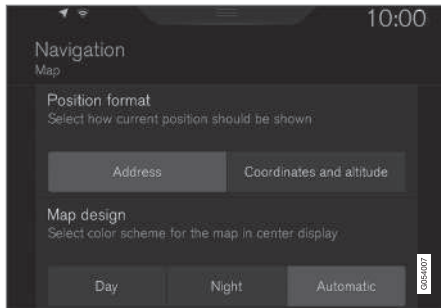 10:00
Navigation
Map
Position format
Select how current position should be shown
Address
Coordinates and altitude
Map design
Select color scheme for the map in center display
Day
Night
Automatic
G054007